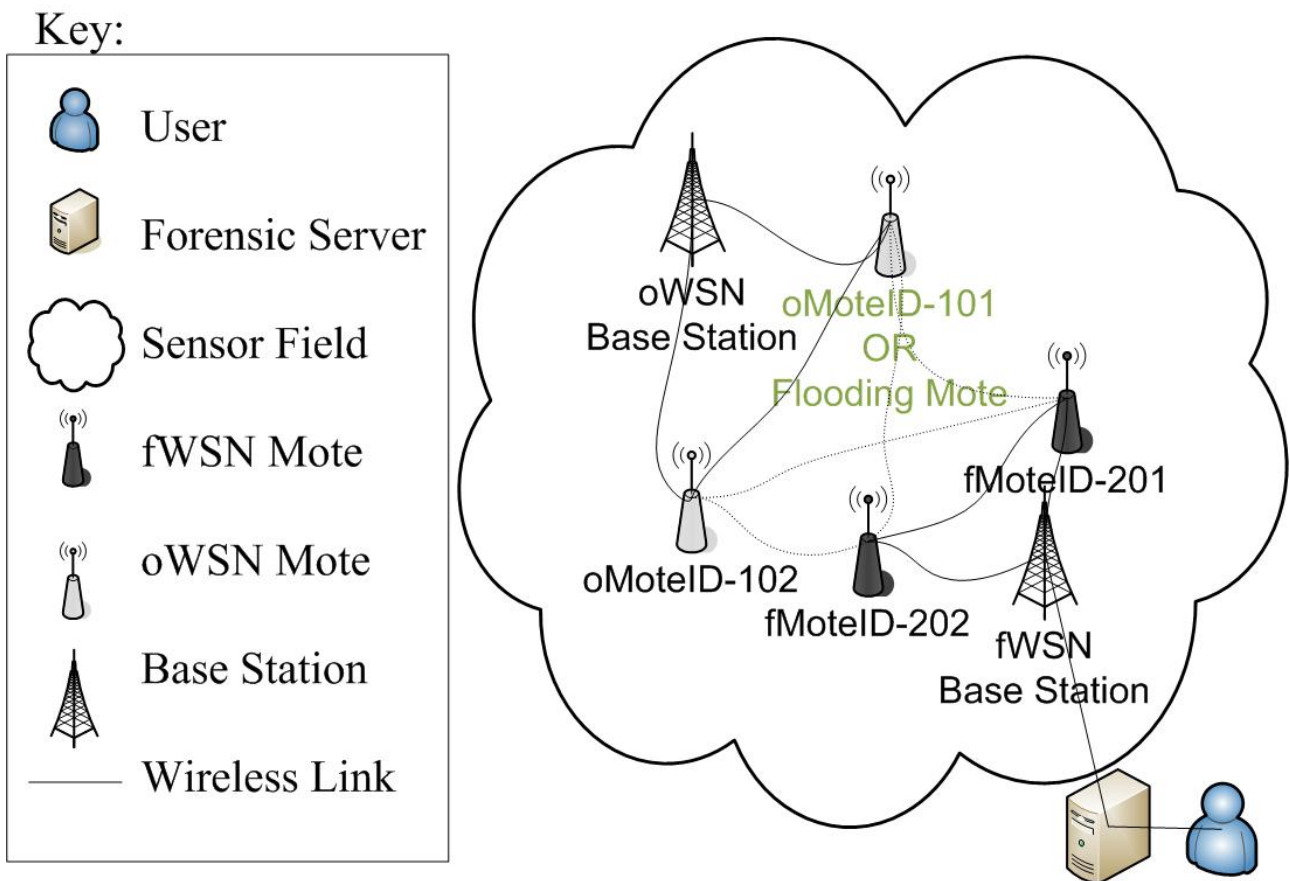 Key:
User
Forensic Server
Sensor Field
fWSN Mote
oWSN Mote
Base Station
Wireless Link
oWSN
Base Station
oMoteID-101
OR
Flooding Mote
fMoteID-201
oMoteID-102
fMoteID-202
fWSN
Base Station